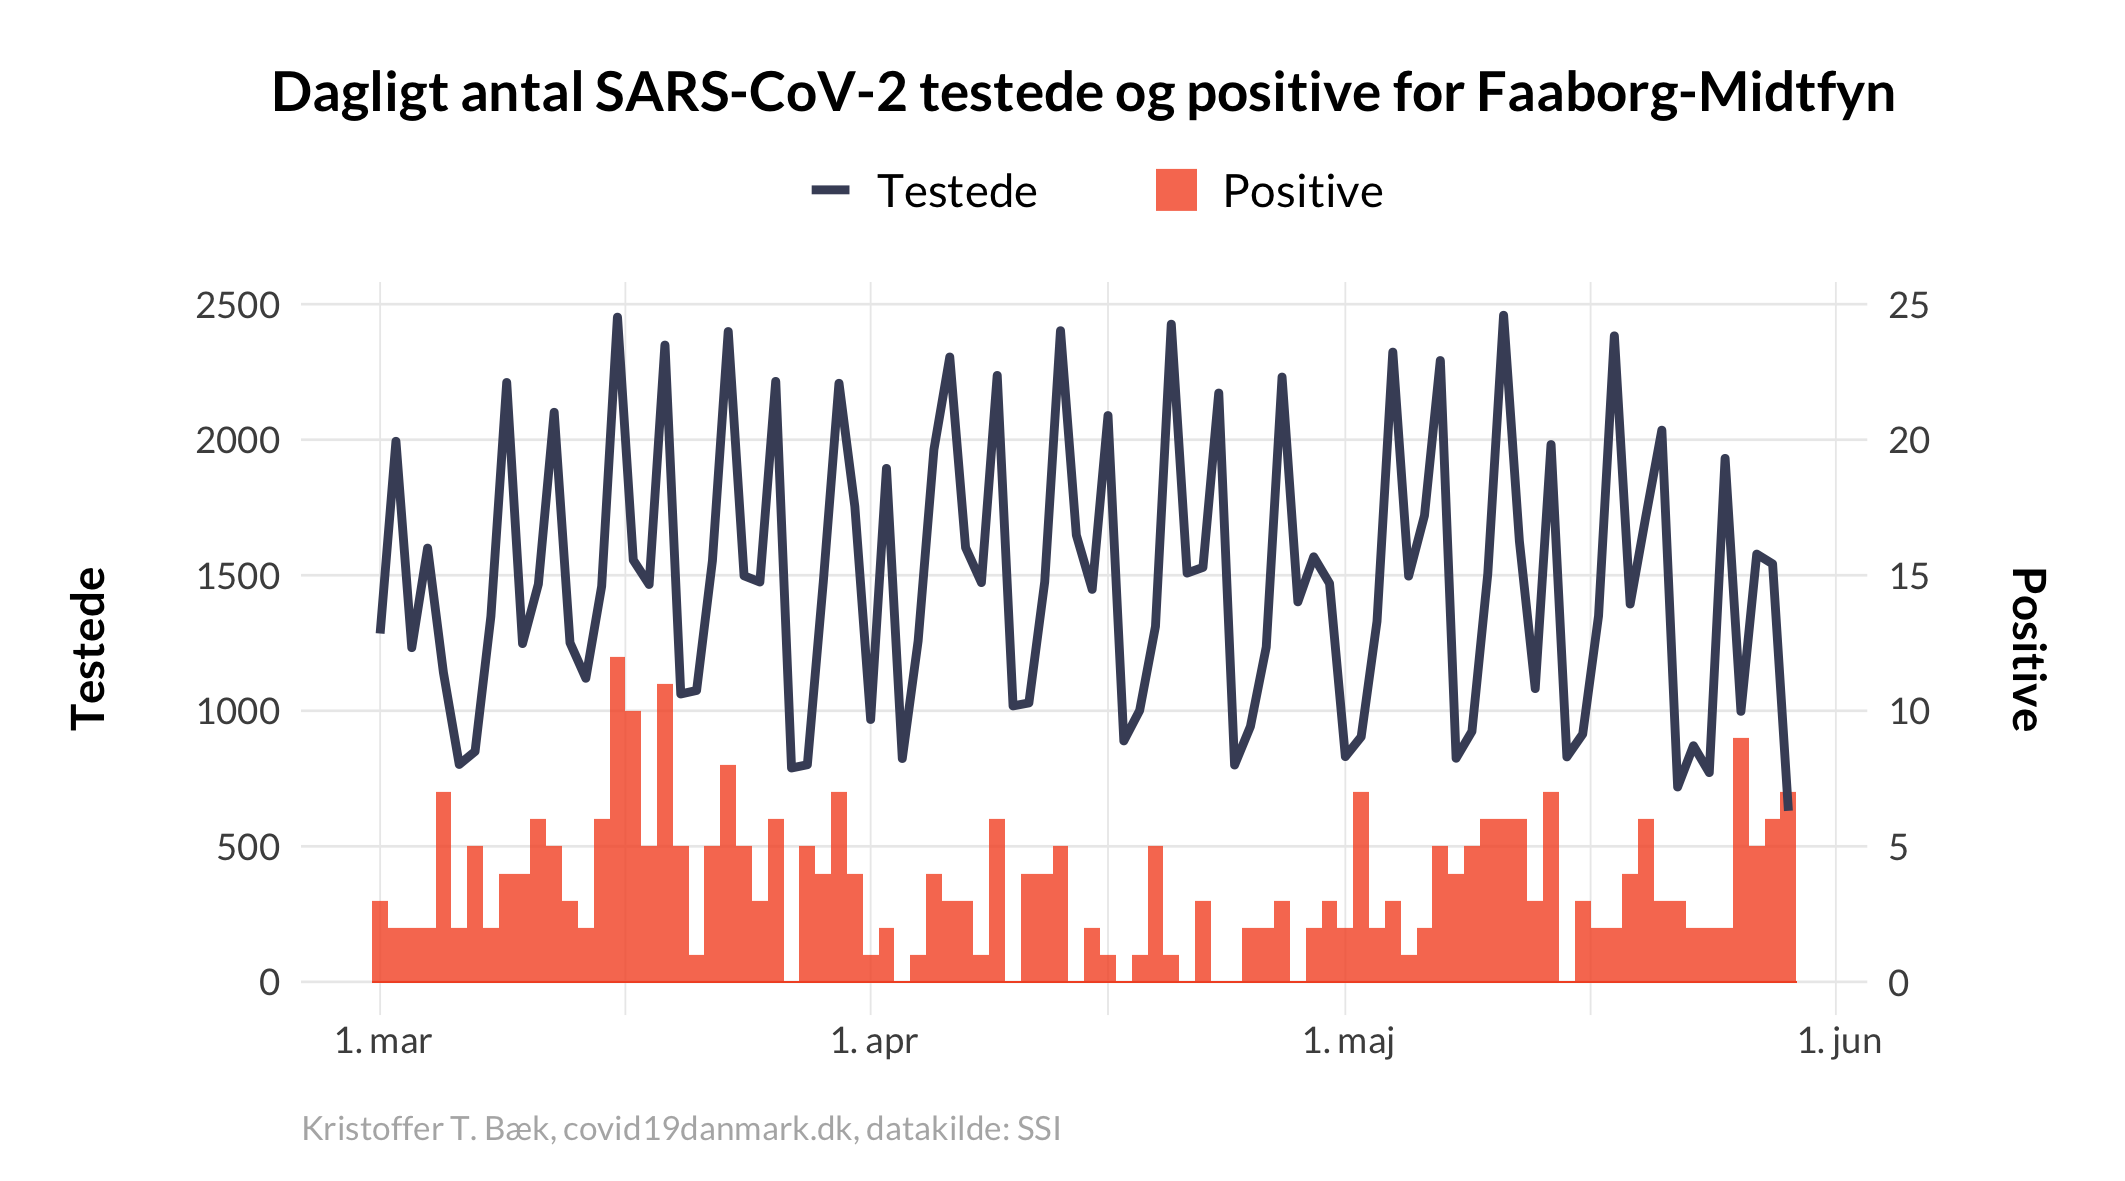 Dagligt antal SARS-CoV-2 testede og positive for Faaborg-Midtfyn
Testede
Positive
2500
2000
1500
1000
500
0
25
20
15
10
5
0
Testede
Positive
1. mar
1. apr
1. maj
1. jun
Kristoffer T. Bæk, covid19danmark.dk, datakilde: SSI